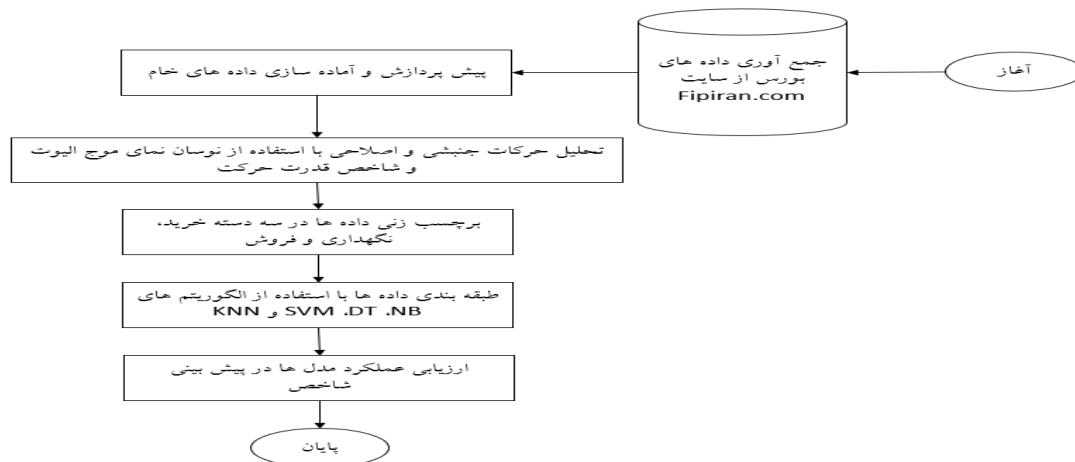 آغاز
جمع آوری داده های
بورس از سایت
Fipiran.com
پیش پردازش و آماده سازی داده های خام
تحلیل حرکات جنبشی و اصلاحی با استفاده از نوسان نمای موج الیوت
و شاخص قدرت حرکت
برچسب زنی داده ها در سه دسته خرید،
نگهداری و فروش
طبقه بندی داده ها با استفاده از الگوریتم های
SVM ،DT ،NB و KNN
ارزیابی عملکرد مدل ها در پیش بینی
شاخص
پایان